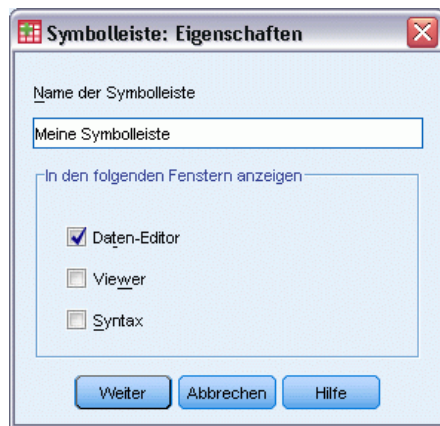 Symbolleiste: Eigenschaften
Name der Symbolleiste
Meine Symbolleiste
In den folgenden Fenstern anzeigen
Daten-Editor
Viewer
Syntax
Weiter Abbrechen Hilfe